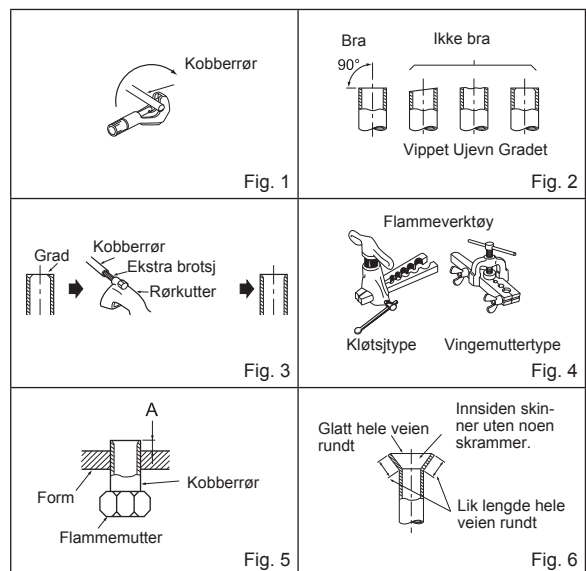 Kobberrør
Fig. 1
Bra
Ikke bra
90°
Vippet Ujevn Gradet
Fig. 2
Grad
Kobberrør
Ekstra brotsj
Rørkutter
Fig. 3
Flammeverktøy
Kløtsjtype
Vingemuttertype
Fig. 4
A
Form
Kobberrør
Flammemutter
Fig. 5
Glatt hele veien
rundt
Innsiden skin-
ner uten noen
skrammer.
Lik lengde hele
veien rundt
Fig. 6